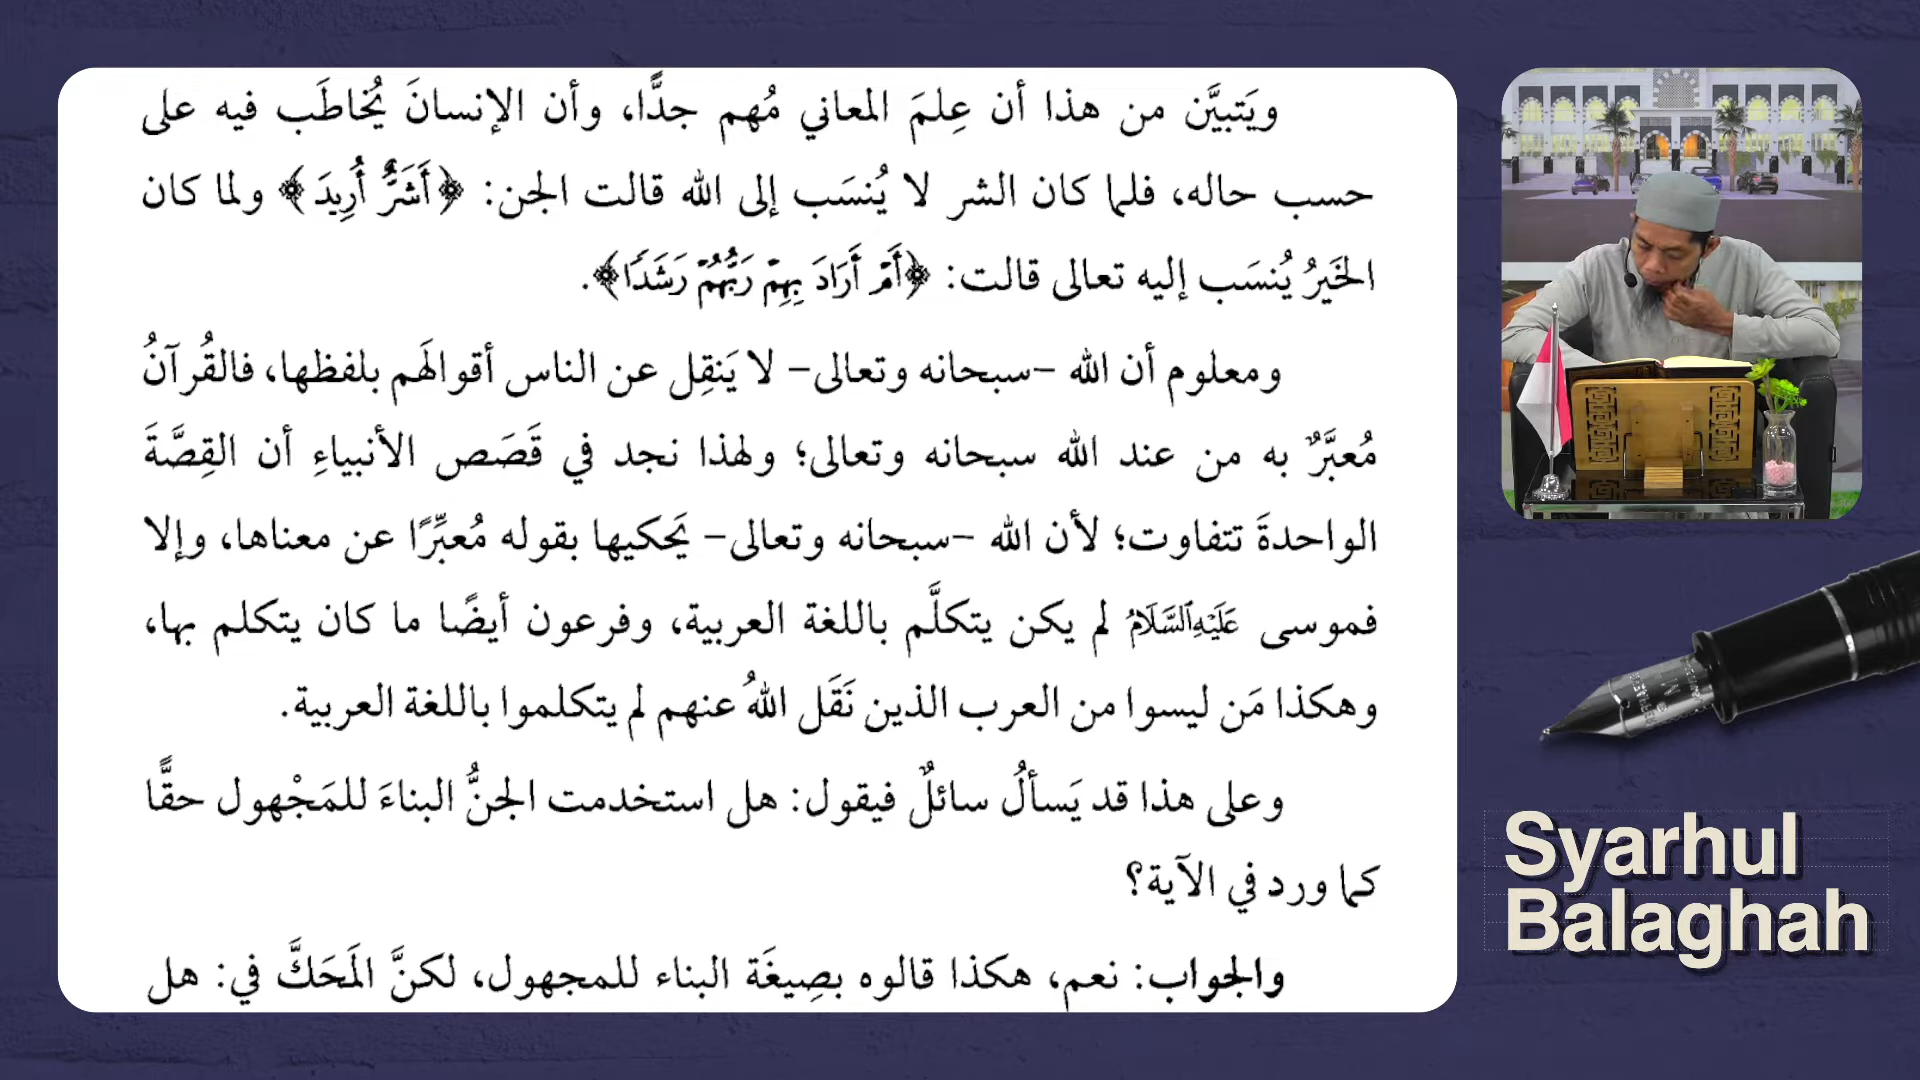 ويَتبيَّن من هذا أن عِلمَ المعاني مُهم جدًّا، وأن الإنسانَ يُخاطَب فيه على
حسب حاله، فلما كان الشر لا يُنسَب إلى الله قالت الجن: ﴿أَشَرٌّ أُرِيدَ﴾ ولما كان
الخَيرُ يُنسَب إليه تعالى قالت: ﴿أَمْ أَرَادَ بِهِمْ رَبُّهُمْ رَشَدًا﴾.
ومعلوم أن الله –سبحانه وتعالى– لا يَنقِل عن الناس أقوالَهم بلفظها، فالقُرآنُ
مُعبَّرٌ به من عند الله سبحانه وتعالى؛ ولهذا نجد في قَصَص الأنبياءِ أن القِصَّةَ
الواحدةَ تتفاوت؛ لأن الله –سبحانه وتعالى– يَحكيها بقوله مُعبِّرًا عن معناها، وإلا
فموسى عَلَيْهِ السَّلَامُ لم يكن يتكلَّم باللغة العربية، وفرعون أيضًا ما كان يتكلم بها،
وهكذا مَن ليسوا من العرب الذين نَقَل اللهُ عنهم لم يتكلموا باللغة العربية.
وعلى هذا قد يَسألُ سائلٌ فيقول: هل استخدمت الجنُّ البناءَ للمَجْهول حقًّا
كما ورد في الآية؟
والجواب: نعم، هكذا قالوه بصِيغَة البناء للمجهول، لكنَّ المَحَكَّ في: هل
Syarhul
Balaghah